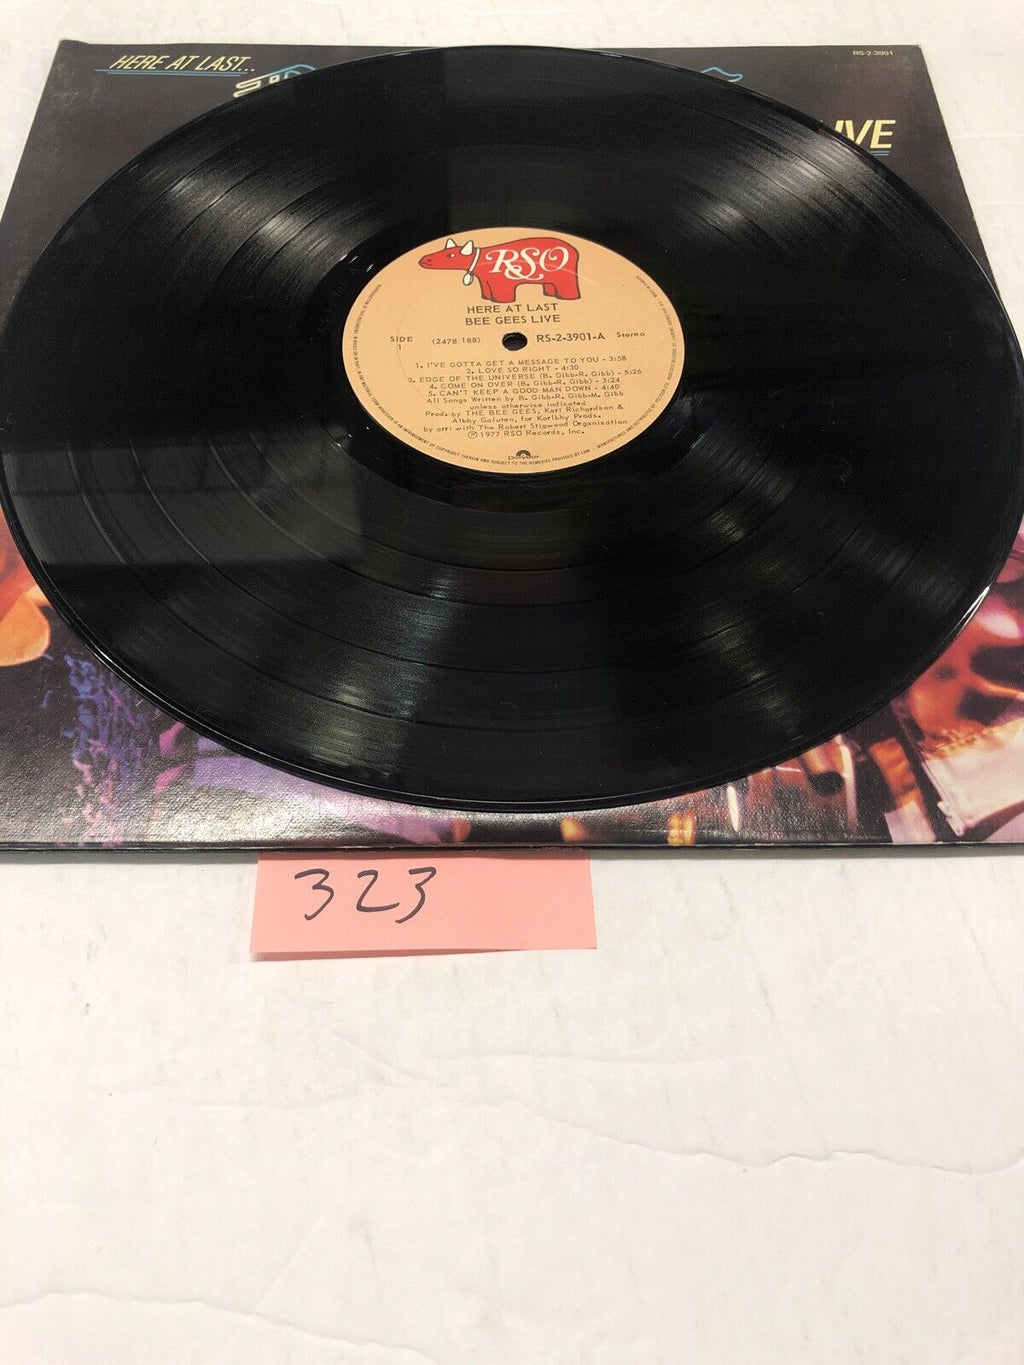 HERE AT LAST...
RS-2-3901
LIVE
RSO
HERE AT LAST
BEE GEES LIVE
SIDE
1
(2478 188)
RS-2-3901-A
Stereo
1. I'VE GOTTA GET A MESSAGE TO YOU - 3:58
2. LOVE SO RIGHT - 4:30
3. EDGE OF THE UNIVERSE (B. Gibb-R. Gibb) - 5:26
4. COME ON OVER (B. Gibb-R. Gibb) - 3:24
5. CAN'T KEEP A GOOD MAN DOWN - 4:40
All Songs Written by B. Gibb-R. Gibb-M. Gibb
unless otherwise indicated
Prod. by THE BEE GEES, Karl Richardson &
Albhy Galuten, for Karlbhy Prods.
by arr: with The Robert Stigwood Organisation
℗ 1977 RSO Records, Inc.
polydor
323